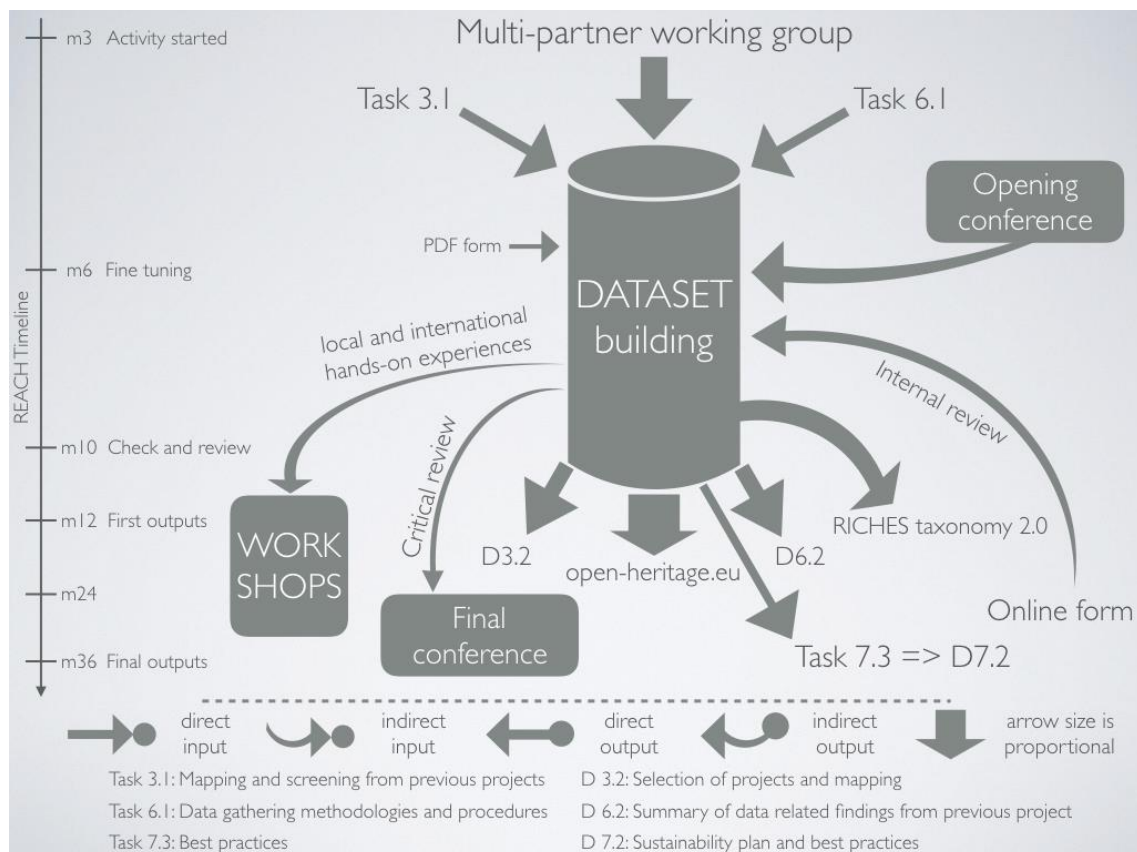 m3 Activity started
Multi-partner working group
Task 3.1
Task 6.1
Opening
conference
PDF form
m6 Fine tuning
DATASET
building
REACH Timeline
local and international
hands-on experiences
Internal review
m10 Check and review
Critical review
m12 First outputs
RICHES taxonomy 2.0
WORK
SHOPS
D3.2
open-heritage.eu
D6.2
m24
Final
conference
Online form
m36 Final outputs
Task 7.3 => D7.2
direct
input
indirect
input
direct
output
indirect
output
arrow size is
proportional
Task 3.1: Mapping and screening from previous projects
Task 6.1: Data gathering methodologies and procedures
Task 7.3: Best practices
D 3.2: Selection of projects and mapping
D 6.2: Summary of data related findings from previous project
D 7.2: Sustainability plan and best practices